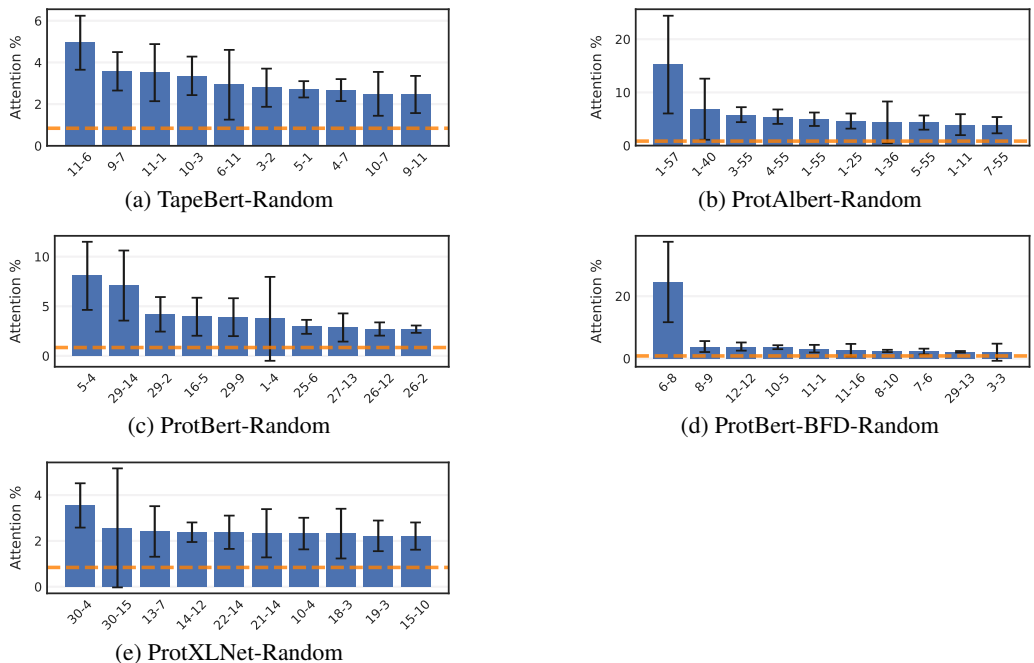 Attention %
6
4
2
0
11-6 9-7 11-1 10-3 6-11 3-2 5-1 4-7 10-7 9-11
(a) TapeBert-Random
Attention %
20
10
0
1-57 1-40 3-55 4-55 1-55 1-25 1-36 5-55 1-11 7-55
(b) ProtAlbert-Random
Attention %
10
5
0
5-4 29-14 29-2 16-5 29-9 1-4 25-6 27-13 26-12 26-2
(c) ProtBert-Random
Attention %
20
0
6-8 8-9 12-12 10-5 11-1 11-16 8-10 7-6 29-13 3-3
(d) ProtBert-BFD-Random
Attention %
4
2
0
30-4 30-15 13-7 14-12 22-14 21-14 10-4 18-3 19-3 15-10
(e) ProtXLNet-Random